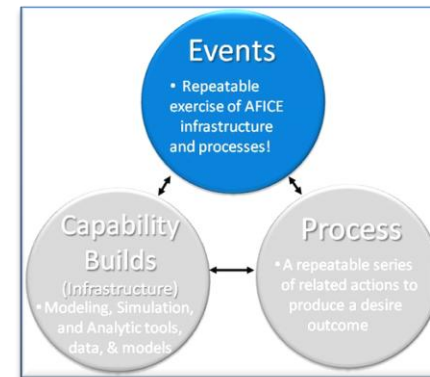 Events
• Repeatable
exercise of AFICE
infrastructure
and processes!
Capability
Builds
(Infrastructure)
• Modeling, Simulation,
and Analytic tools,
data, & models
Process
• A repeatable series
of related actions to
produce a desire
outcome